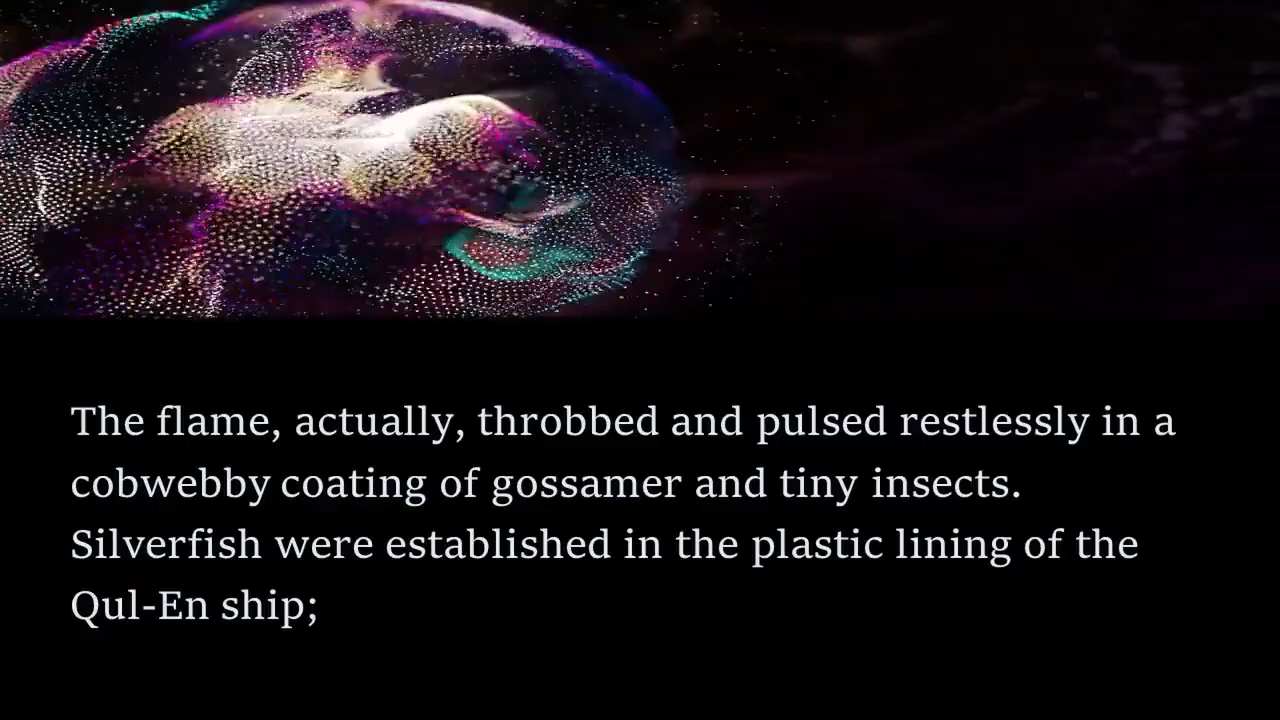 The flame, actually, throbbed and pulsed restlessly in a
cobwebby coating of gossamer and tiny insects.
Silverfish were established in the plastic lining of the
Qul-En ship;